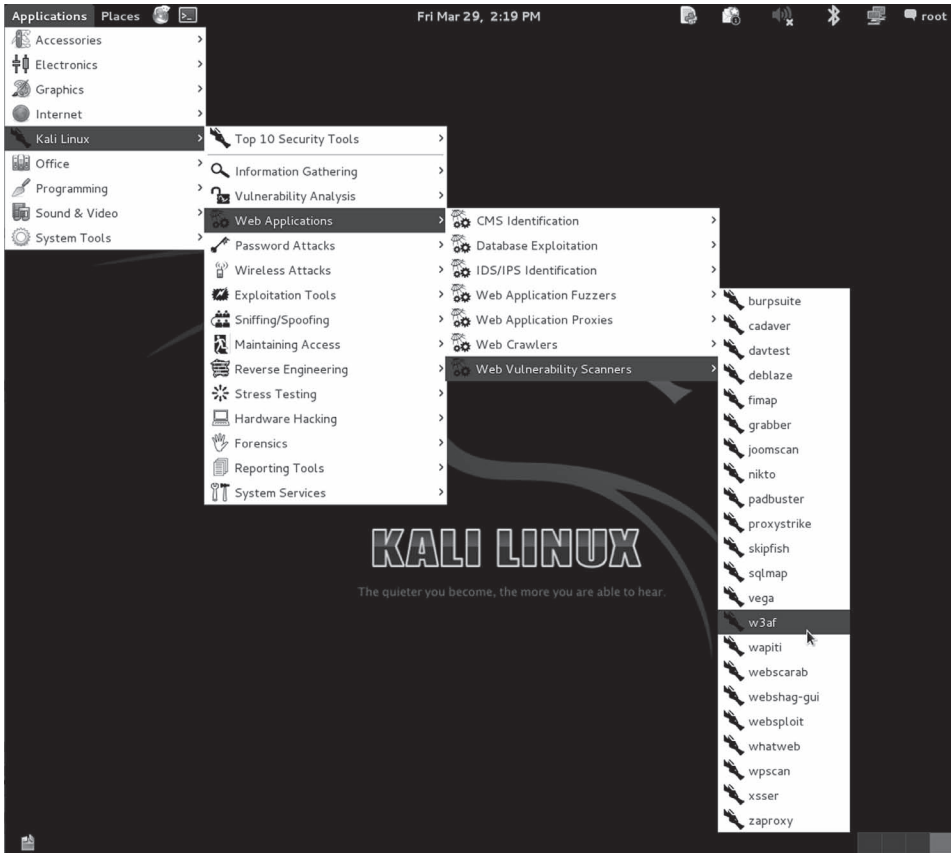 Applications Places Fri Mar 29, 2:19 PM root
Accessories
Electronics
Graphics
Internet
Kali Linux
Office
Programming
Sound & Video
System Tools
Top 10 Security Tools
Information Gathering
Vulnerability Analysis
Web Applications
Password Attacks
Wireless Attacks
Exploitation Tools
Sniffing/Spoofing
Maintaining Access
Reverse Engineering
Stress Testing
Hardware Hacking
Forensics
Reporting Tools
System Services
CMS Identification
Database Exploitation
IDS/IPS Identification
Web Application Fuzzers
Web Application Proxies
Web Crawlers
Web Vulnerability Scanners
burpsuite
cadaver
davtest
deblaze
fimap
grabber
joomscan
nikto
padbuster
proxystrike
skipfish
sqlmap
vega
w3af
wapiti
webscarab
webshag-gui
websploit
whatweb
wpscan
xsser
zaproxy
KALI LINUX
The quieter you become, the more you are able to hear.